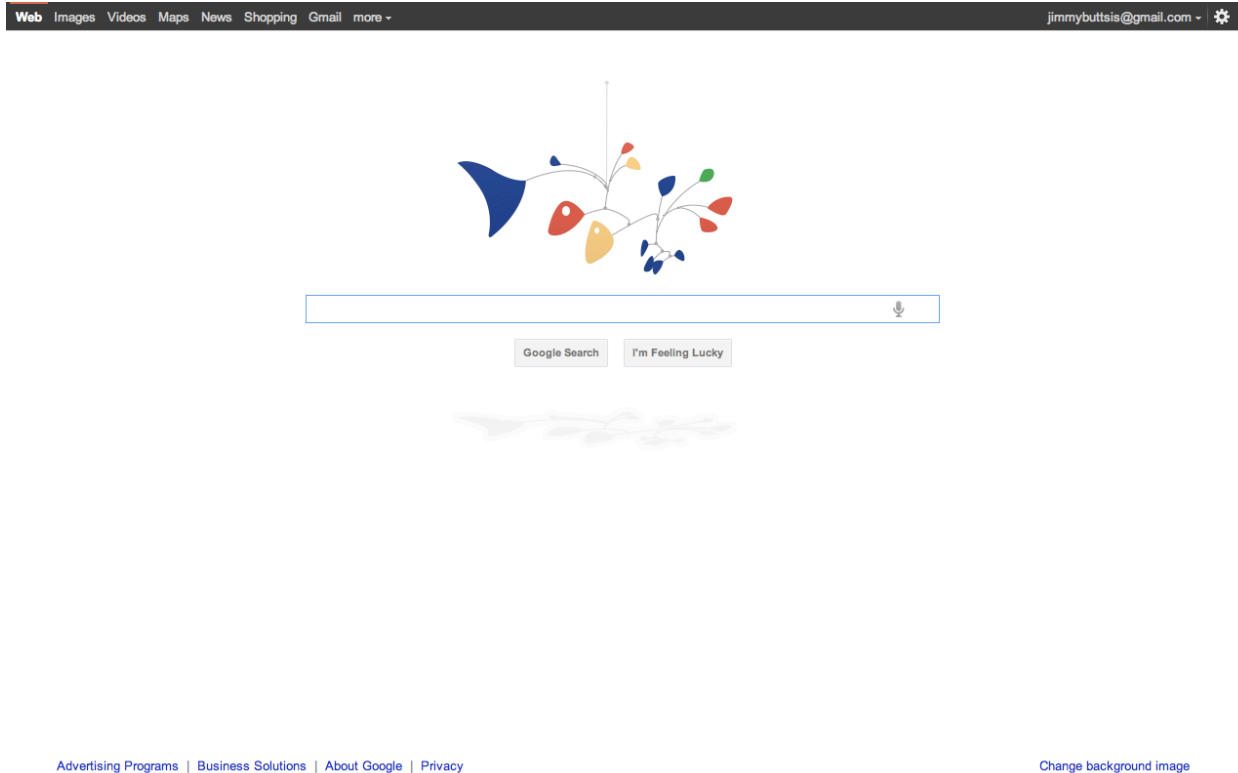 Web Images Videos Maps News Shopping Gmail more jimmybuttsis@gmail.com
Google Search I'm Feeling Lucky
Advertising Programs | Business Solutions | About Google | Privacy Change background image